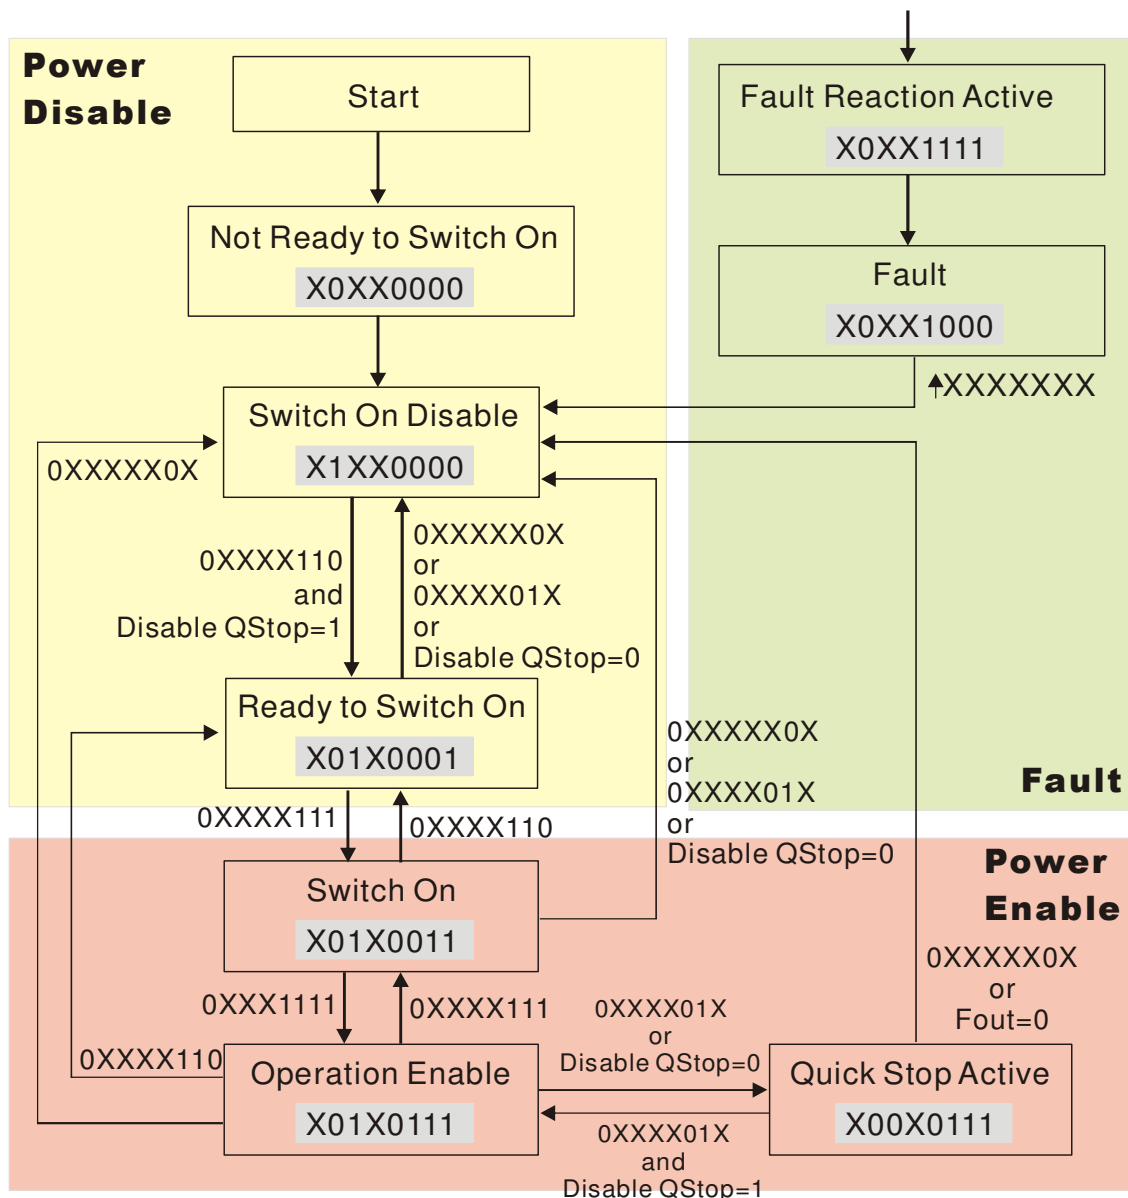 Power
Disable
Start
Not Ready to Switch On
X0XX0000
Switch On Disable
X1XX0000
0XXXXX0X
0XXXX110
and
Disable QStop=1
0XXXXX0X
or
0XXXX01X
or
Disable QStop=0
Ready to Switch On
X01X0001
Fault Reaction Active
X0XX1111
Fault
X0XX1000
XXXXXXX
Fault
0XXXXX0X
or
0XXXX01X
or
Disable QStop=0
0XXXX111
0XXXX110
Power
Enable
Switch On
X01X0011
0XXX1111
0XXXX111
0XXXX110
Operation Enable
X01X0111
0XXXX01X
or
Disable QStop=0
0XXXX01X
and
Disable QStop=1
0XXXXX0X
or
Fout=0
Quick Stop Active
X00X0111